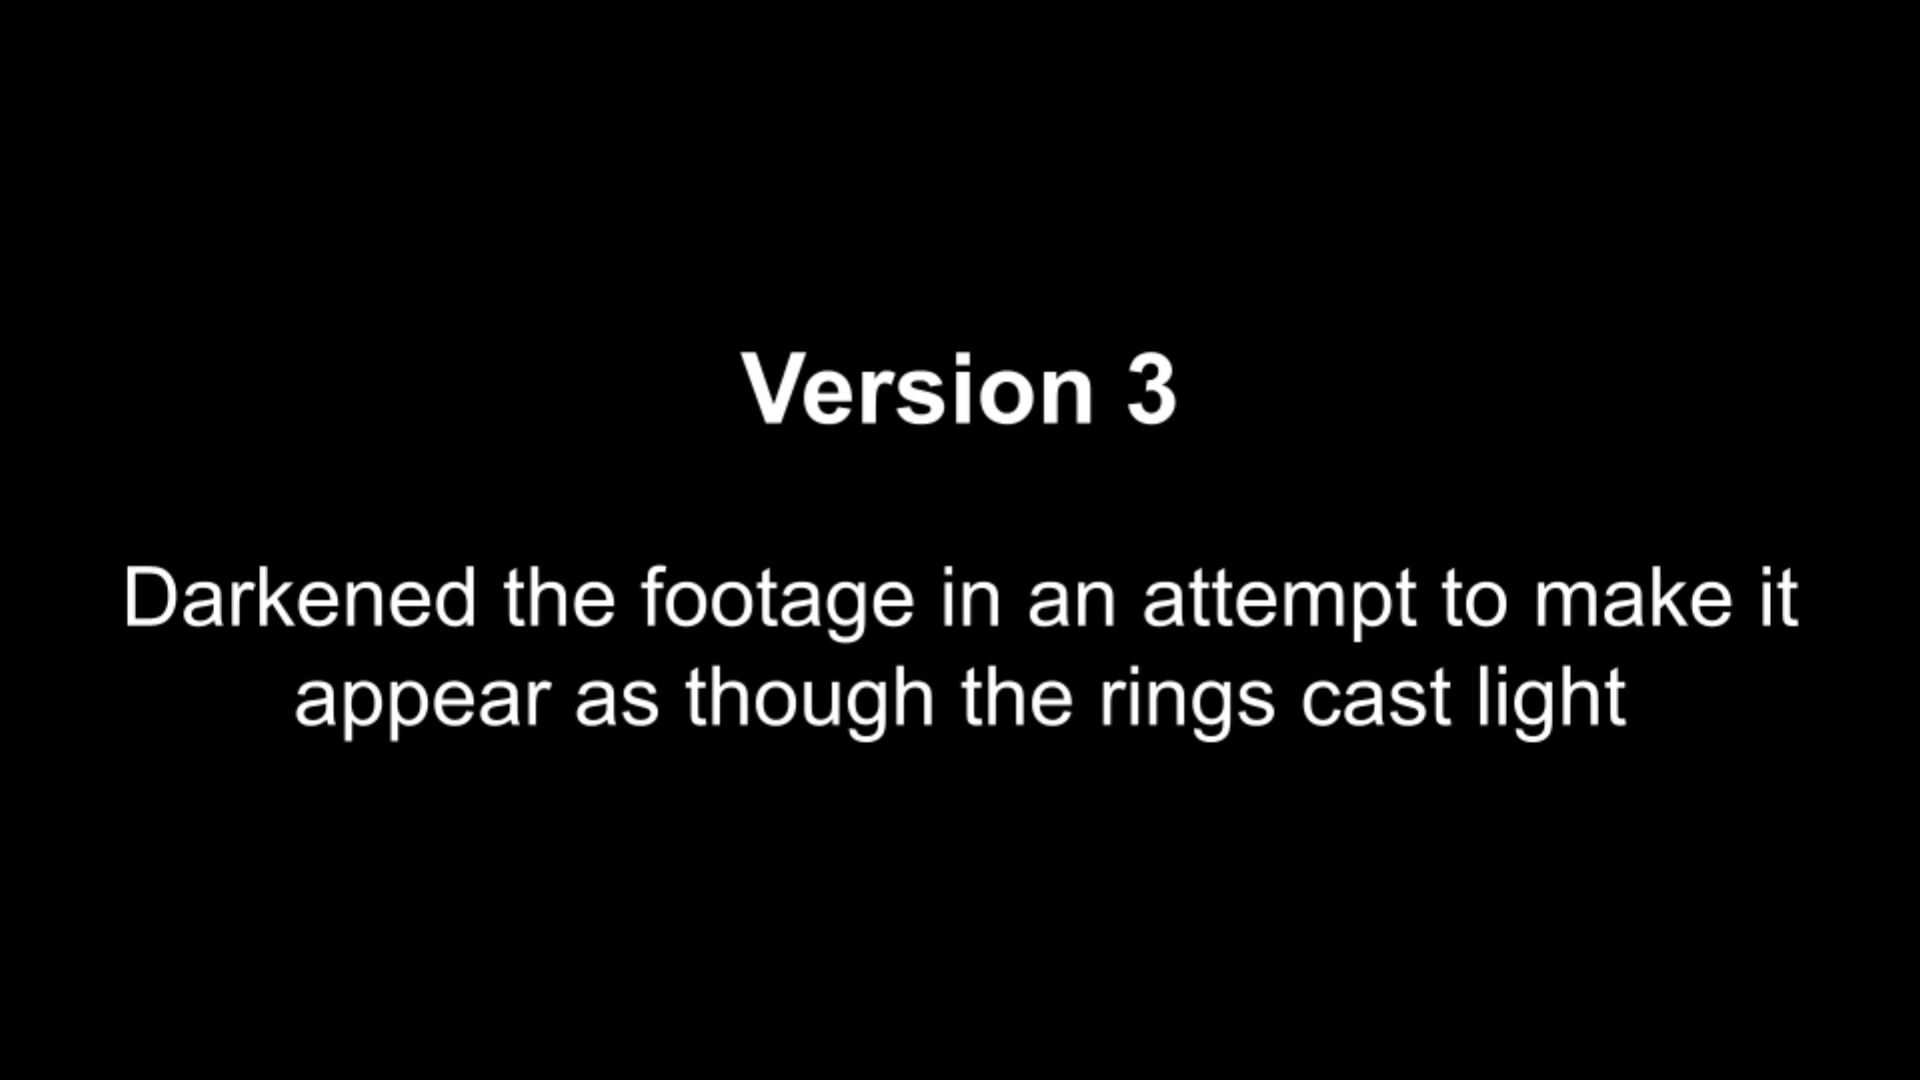 Version 3
Darkened the footage in an attempt to make it
appear as though the rings cast light